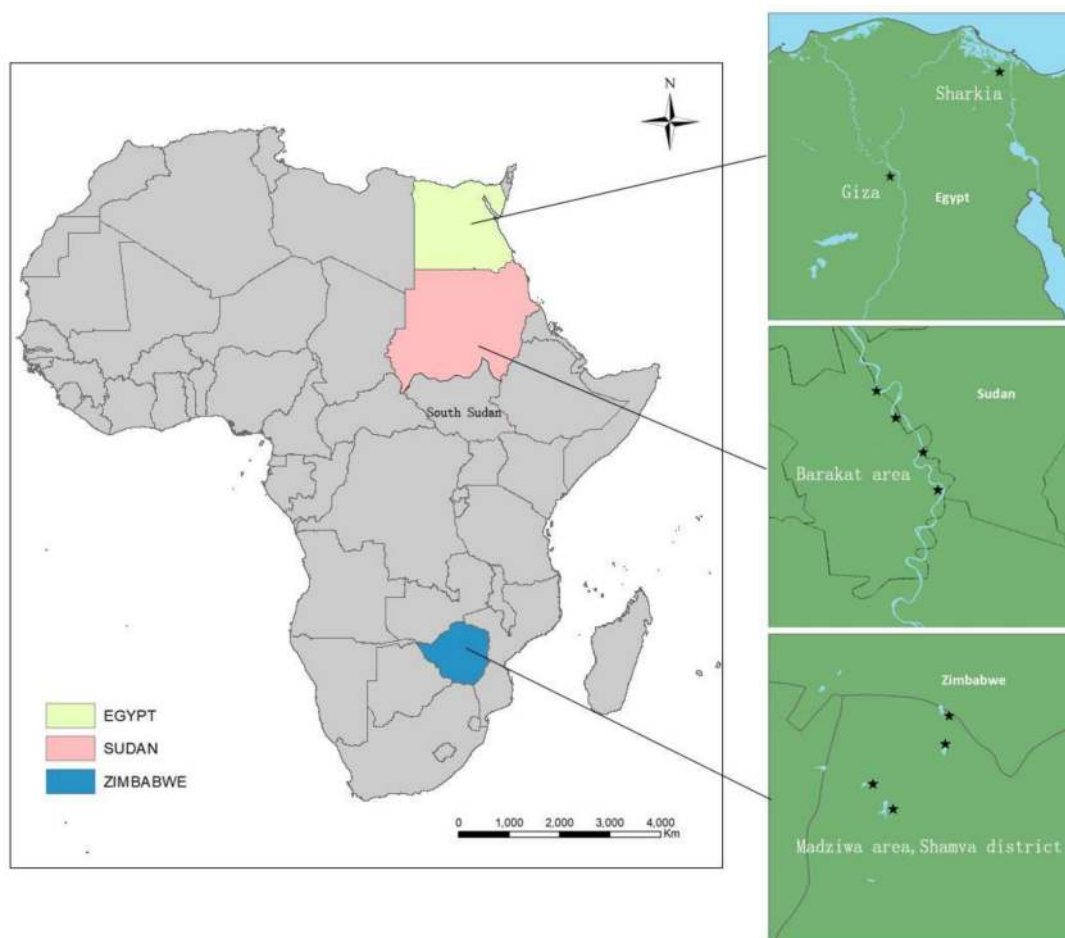 N
South Sudan
EGYPT
SUDAN
ZIMBABWE
0 1,000 2,000 3,000 4,000
Km
Sharkia
Giza
Egypt
Sudan
Barakat area
Zimbabwe
Madziwa area,Shamva district